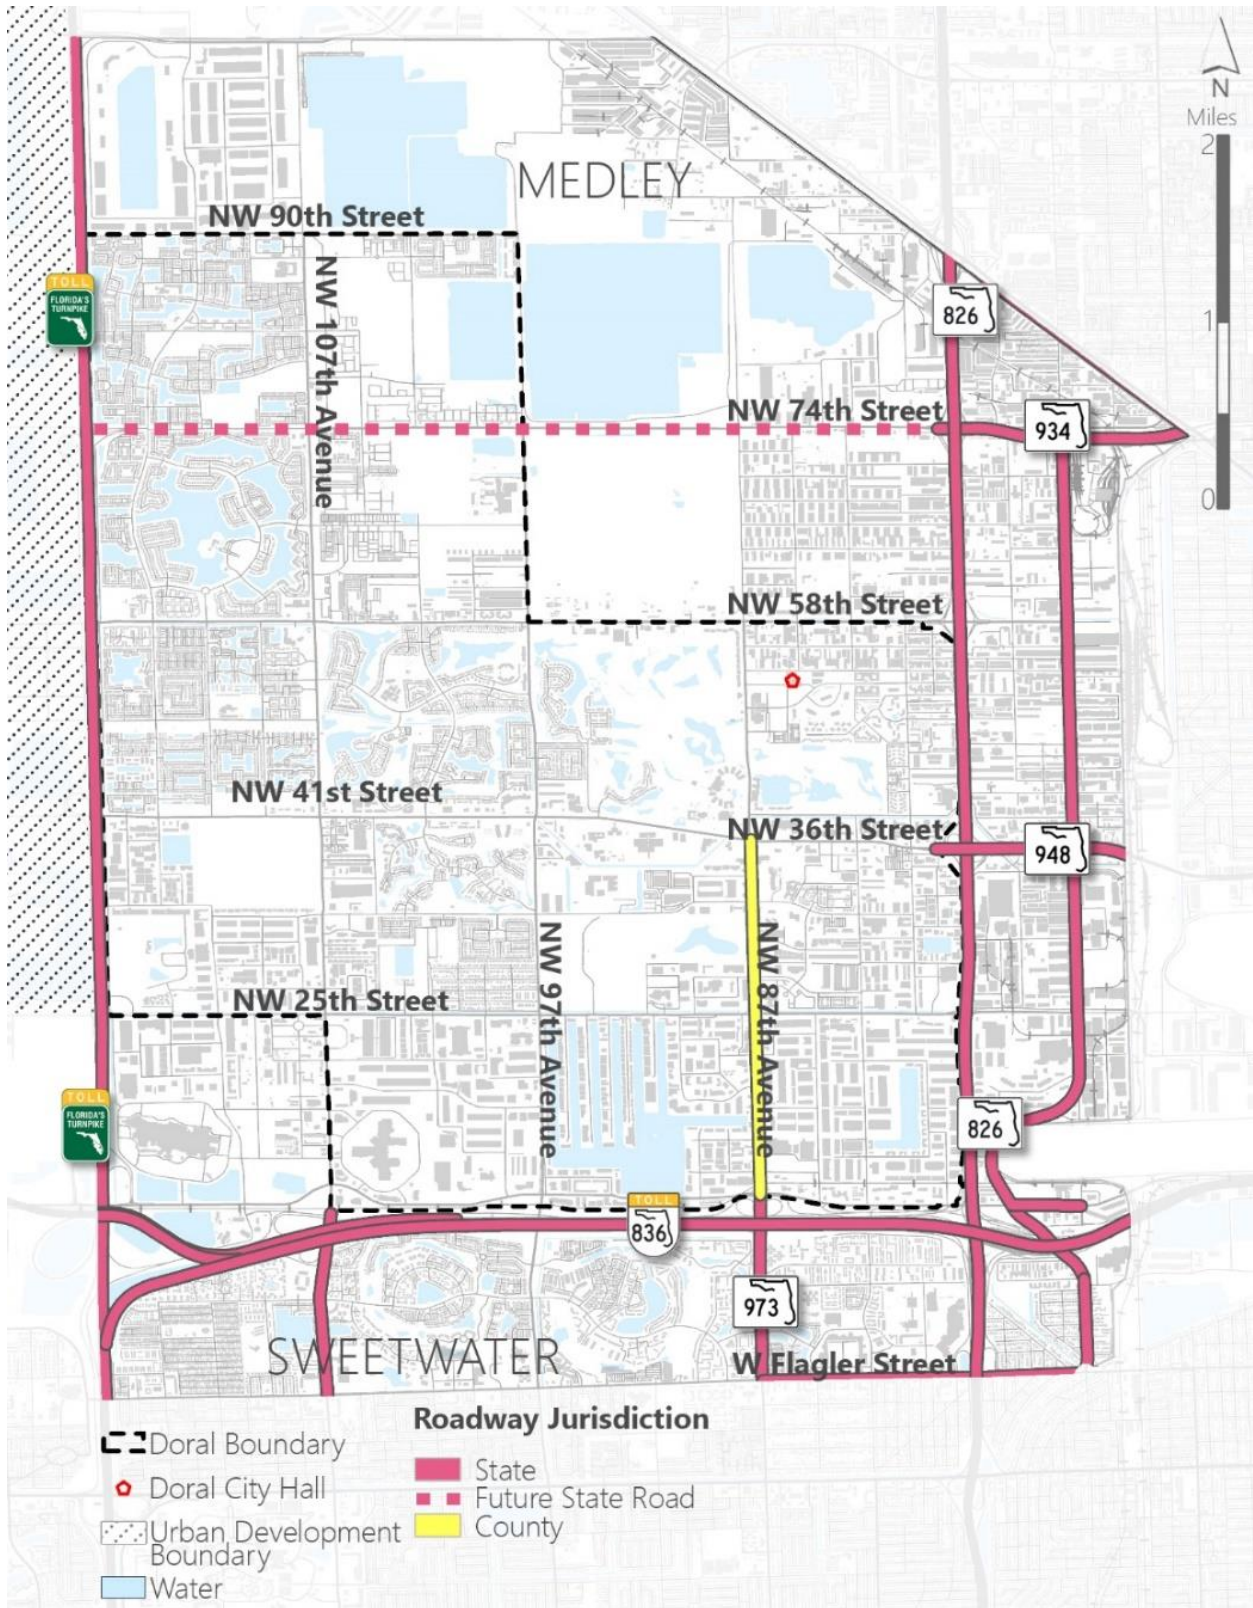 N
Miles
2
MEDLEY
NW 90th Street
TOLL
FLORIDA'S
TURNPIKE
NW 107th Avenue
826
1
NW 74th Street
934
0
NW 58th Street
NW 41st Street
NW 36th Street
948
NW 25th Street
NW 97th Avenue
NW 87th Avenue
TOLL
FLORIDA'S
TURNPIKE
826
TOLL
836
973
SWEETWATER
W Flagler Street
Roadway Jurisdiction
Doral Boundary
Doral City Hall
Urban Development
Boundary
Water
State
Future State Road
County